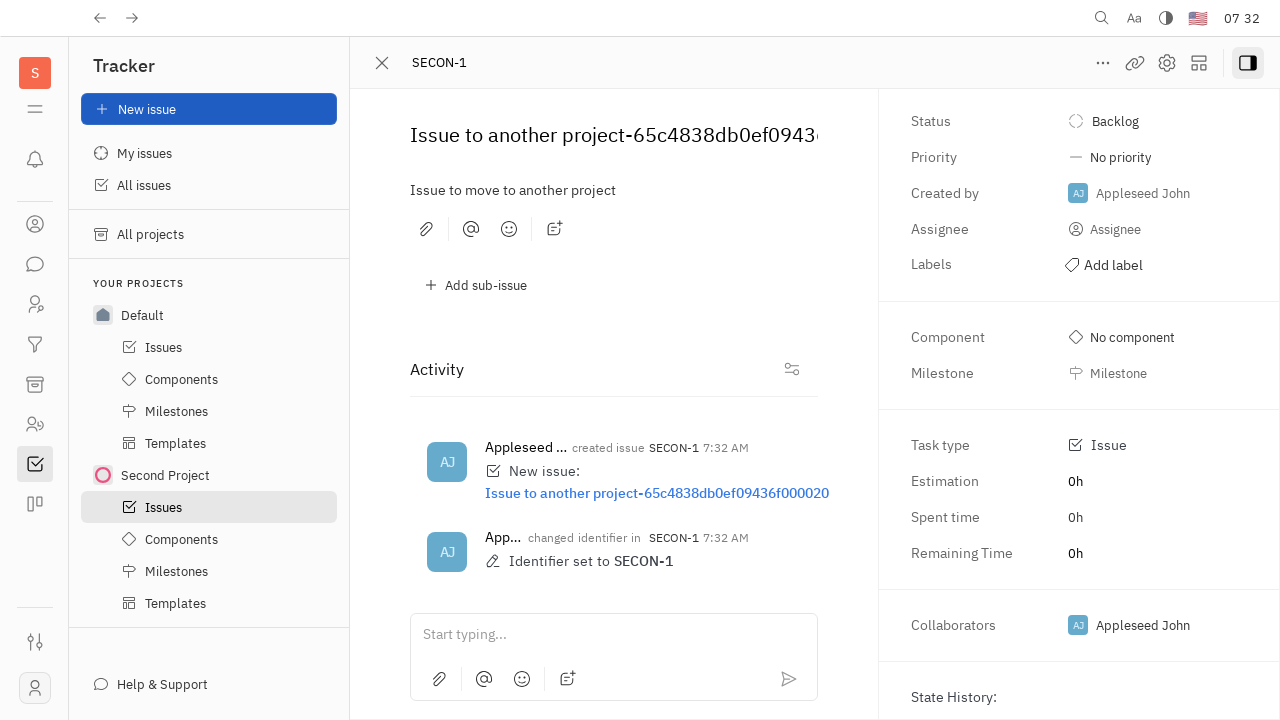 Aa
07 32
S
Tracker
New issue
My issues
All issues
All projects
YOUR PROJECTS
Default
Issues
Components
Milestones
Templates
Second Project
Issues
Components
Milestones
Templates
Help & Support
SECON-1
Issue to another project-65c4838db0ef0943
Issue to move to another project
Add sub-issue
Activity
AJ
Appleseed ... created issue SECON-1 7:32 AM
New issue:
Issue to another project-65c4838db0ef09436f000020
AJ
App... changed identifier in SECON-1 7:32 AM
Identifier set to SECON-1
Start typing...
Status Backlog
Priority No priority
Created by AJ Appleseed John
Assignee Assignee
Labels Add label
Component No component
Milestone Milestone
Task type Issue
Estimation 0h
Spent time 0h
Remaining Time 0h
Collaborators AJ Appleseed John
State History: